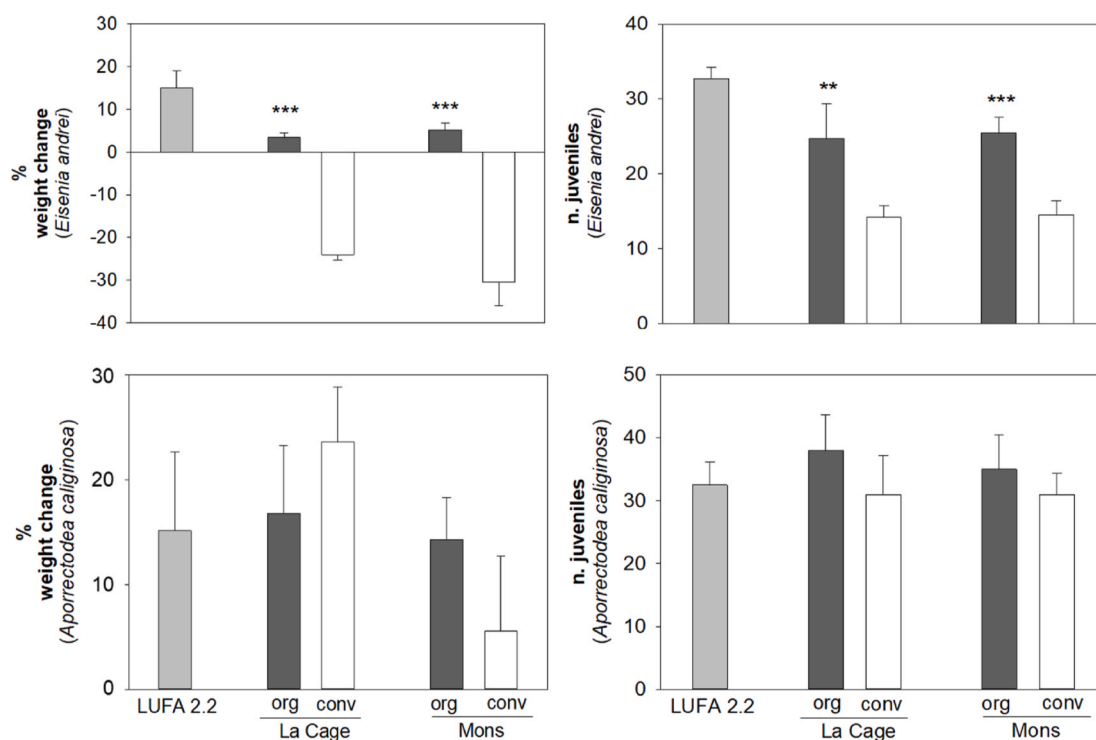 %
weight change
(Eisenia andrei)
30
20
10
0
-10
-20
-30
-40
***
***
n. juveniles
(Eisenia andrei)
40
30
20
10
0
**
***
%
weight change
(Aporrectodea caliginosa)
30
20
10
0
LUFA 2.2
org conv
La Cage
org conv
Mons
n. juveniles
(Aporrectodea caliginosa)
50
40
30
20
10
0
LUFA 2.2
org conv
La Cage
org conv
Mons